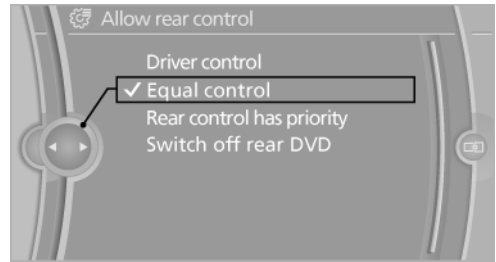 Allow rear control
Driver control
Equal control
Rear control has priority
Switch off rear DVD